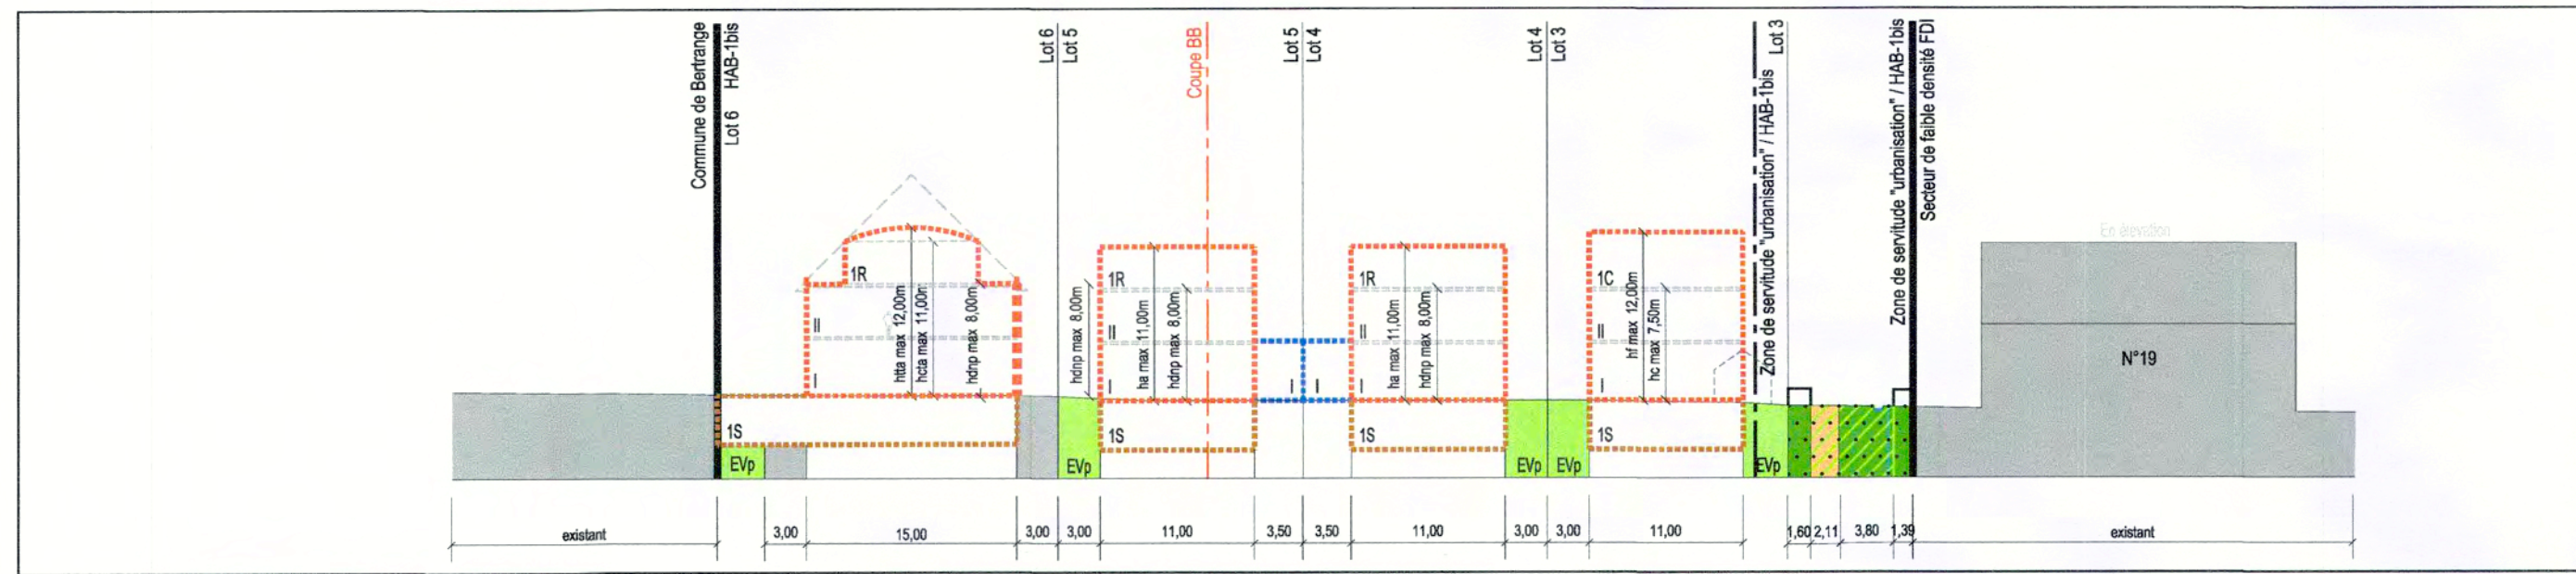 Commune de Bertrange
Lot 6 HAB-1bis
Lot 6
Lot 5
Coupe BB
Lot 5
Lot 4
Lot 4
Lot 3
Zone de servitude "urbanisation" / HAB-1bis
Lot 3
Zone de servitude "urbanisation" / HAB-1bis
Secteur de faible densité FDI
En élévation
N°19
1R
II
I
htta max 12,00m
hcta max 11,00m
hdnp max 8,00m
1S
EVp
hdnp max 8,00m
EVp
1R
II
I
ha max 11,00m
hdnp max 8,00m
1S
I
I
1R
II
I
ha max 11,00m
hdnp max 8,00m
1S
EVp
EVp
1C
II
I
hf max 12,00m
hc max 7,50m
1S
EVp
existant
3,00
15,00
3,00
3,00
11,00
3,50
3,50
11,00
3,00
3,00
11,00
1,60
2,11
3,80
1,39
existant